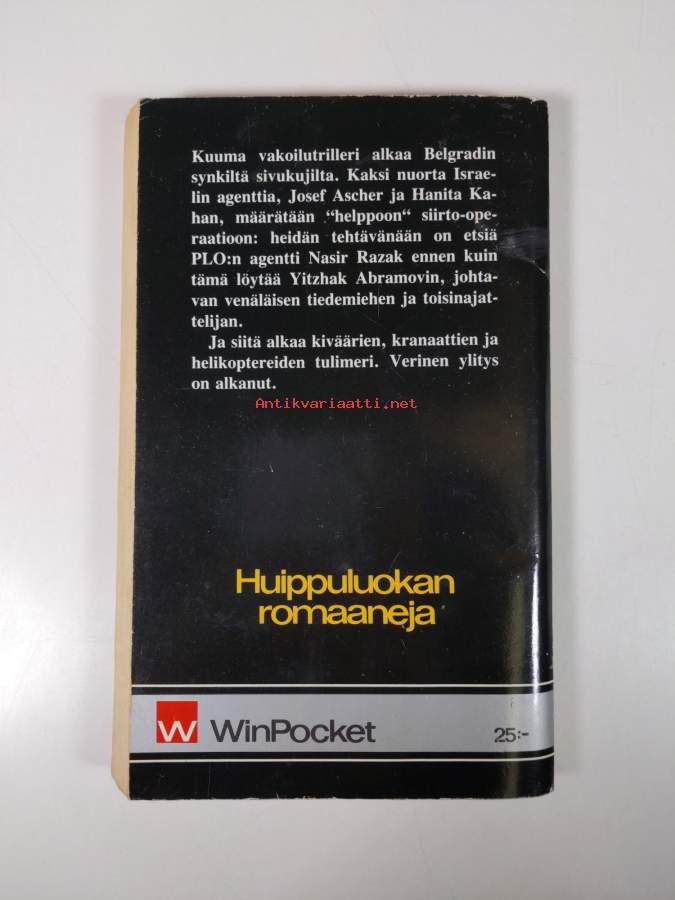 Kuuma vakoilutrilleri alkaa Belgradin
synkiltä sivukujilta. Kaksi nuorta Israe-
lin agenttia, Josef Ascher ja Hanita Ka-
han, määrätään “helppoon“ siirto-ope-
raatioon: heidän tehtävänään on etsiä
PLO:n agentti Nasir Razak ennen kuin
tämä löytää Yitzhak Abramovin, johta-
van venäläisen tiedemiehen ja toisinajat-
telijan.
Ja siitä alkaa kiväärien, kranaattien ja
helikoptereiden tulimeri. Verinen ylitys
on alkanut.
Antikvariaatti.net
Huippuluokan
romaaneja
W WinPocket 25:-